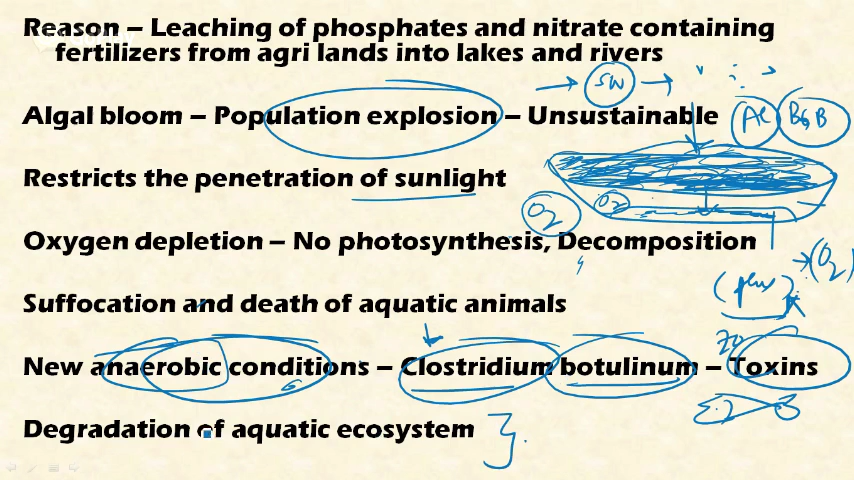 Reason – Leaching of phosphates and nitrate containing
fertilizers from agri lands into lakes and rivers
SW
Algal bloom – Population explosion – Unsustainable
Restricts the penetration of sunlight
O2
O2
Oxygen depletion – No photosynthesis, Decomposition
O2
Suffocation and death of aquatic animals
New anaerobic conditions – Clostridium botulinum – Toxins
Degradation of aquatic ecosystem